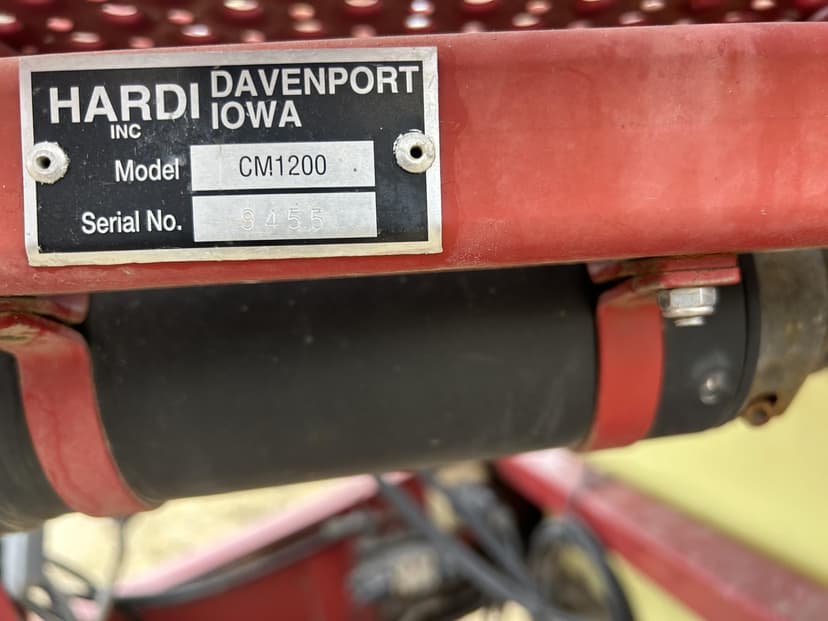 HARDI INC DAVENPORT IOWA
Model CM1200
Serial No. 9455